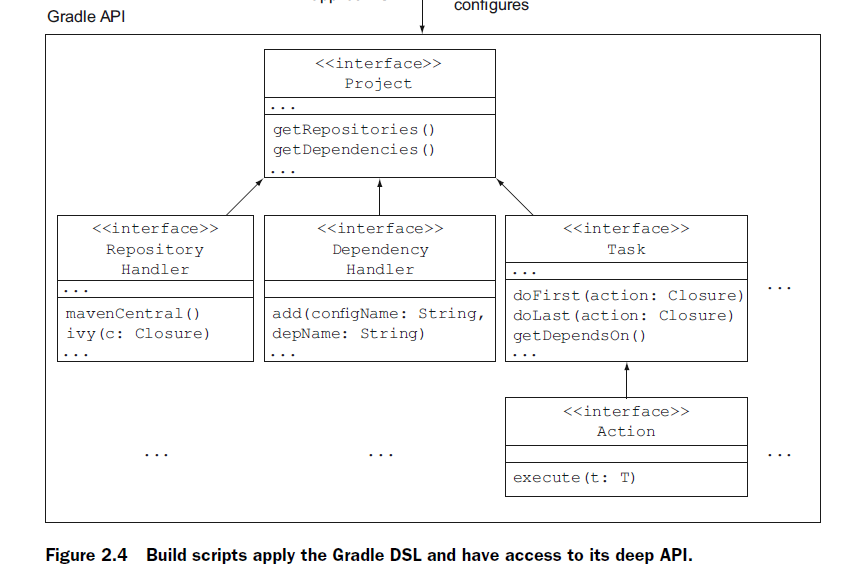 configures
Gradle API
<<interface>>
Project
...
getRepositories()
getDependencies()
...
<<interface>>
Repository
Handler
...
mavenCentral()
ivy(c: Closure)
...
<<interface>>
Dependency
Handler
add(configName: String,
depName: String)
...
<<interface>>
Task
...
doFirst(action: Closure)
doLast(action: Closure)
getDependsOn()
...
...
<<interface>>
Action
execute(t: T)
...
...
...
Figure 2.4 Build scripts apply the Gradle DSL and have access to its deep API.